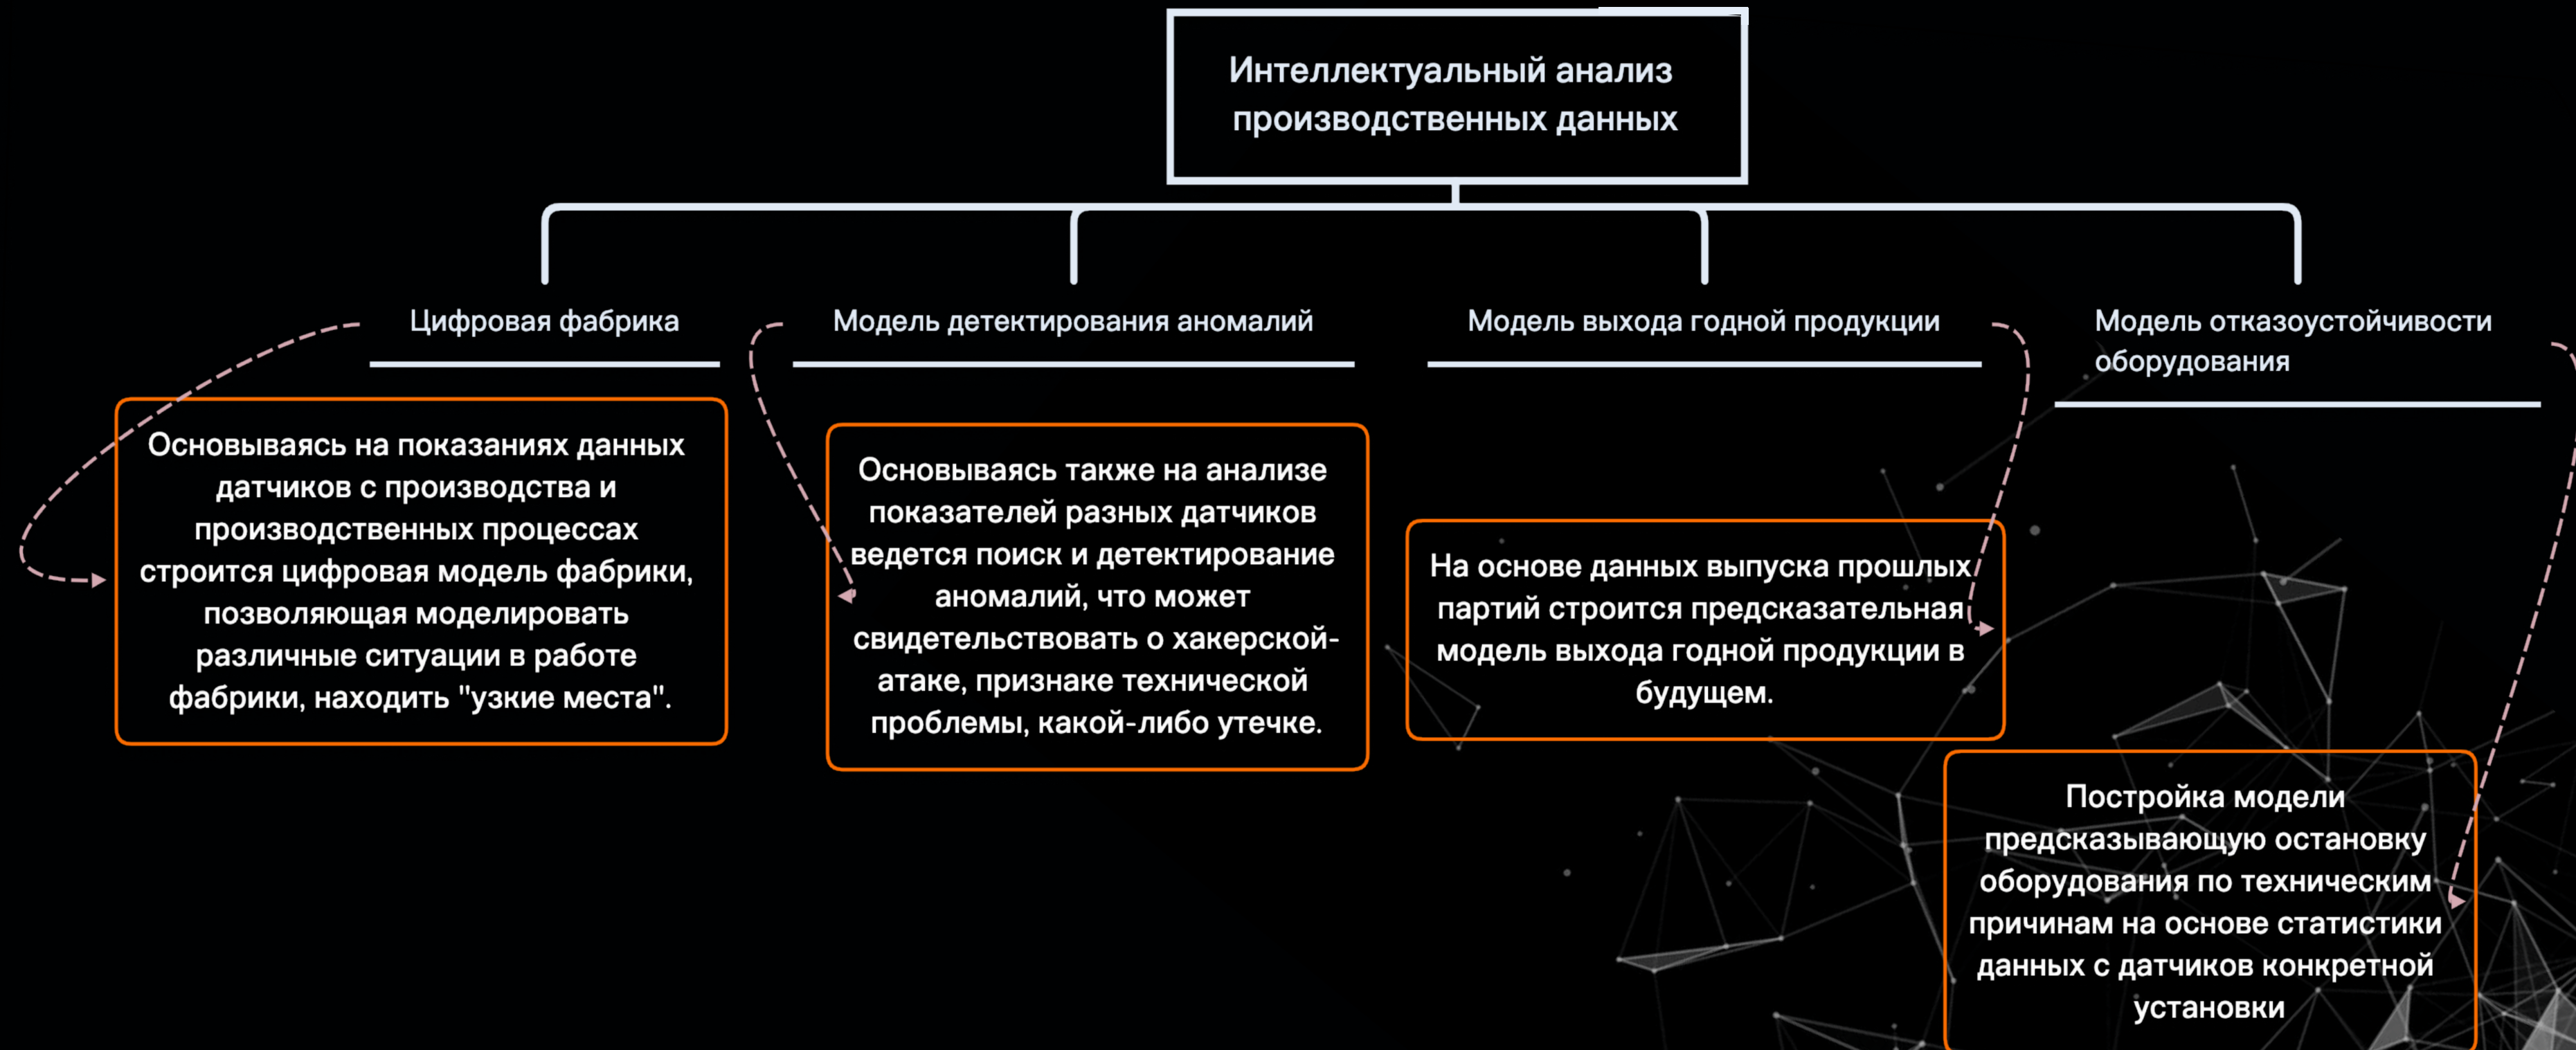 Интеллектуальный анализ
производственных данных
Цифровая фабрика
Модель детектирования аномалий
Модель выхода годной продукции
Модель отказоустойчивости
оборудования
Основываясь на показаниях данных
датчиков с производства и
производственных процессах
строится цифровая модель фабрики,
позволяющая моделировать
различные ситуации в работе
фабрики, находить "узкие места".
Основываясь также на анализе
показателей разных датчиков
ведется поиск и детектирование
аномалий, что может
свидетельствовать о хакерской-
атаке, признаке технической
проблемы, какой-либо утечке.
На основе данных выпуска прошлых
партий строится предсказательная
модель выхода годной продукции в
будущем.
Постройка модели
предсказывающую остановку
оборудования по техническим
причинам на основе статистики
данных с датчиков конкретной
установки